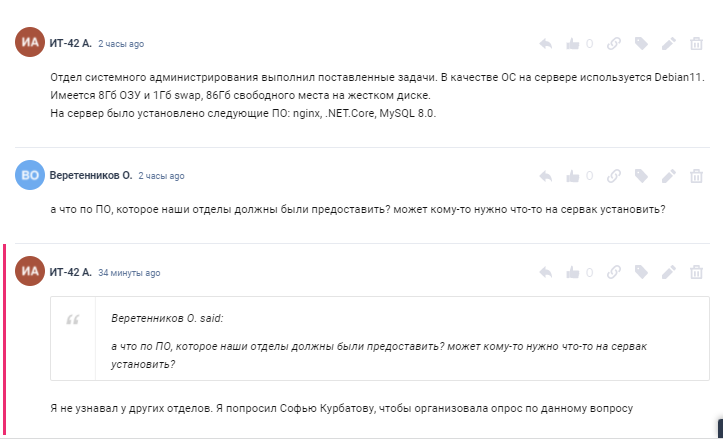 ИА ИТ-42 А. 2 часы ago 0
Отдел системного администрирования выполнил поставленные задачи. В качестве ОС на сервере используется Debian11.
Имеется 8Гб ОЗУ и 1Гб swap, 86Гб свободного места на жестком диске.
На сервер было установлено следующие ПО: nginx, .NET.Core, MySQL 8.0.
ВО Веретенников О. 2 часы ago 0
а что по ПО, которое наши отделы должны были предоставить? может кому-то нужно что-то на сервак установить?
ИА ИТ-42 А. 34 минуты ago 0
Веретенников О. said:
а что по ПО, которое наши отделы должны были предоставить? может кому-то нужно что-то на сервак
установить?
Я не узнавал у других отделов. Я попросил Софью Курбатову, чтобы организовала опрос по данному вопросу